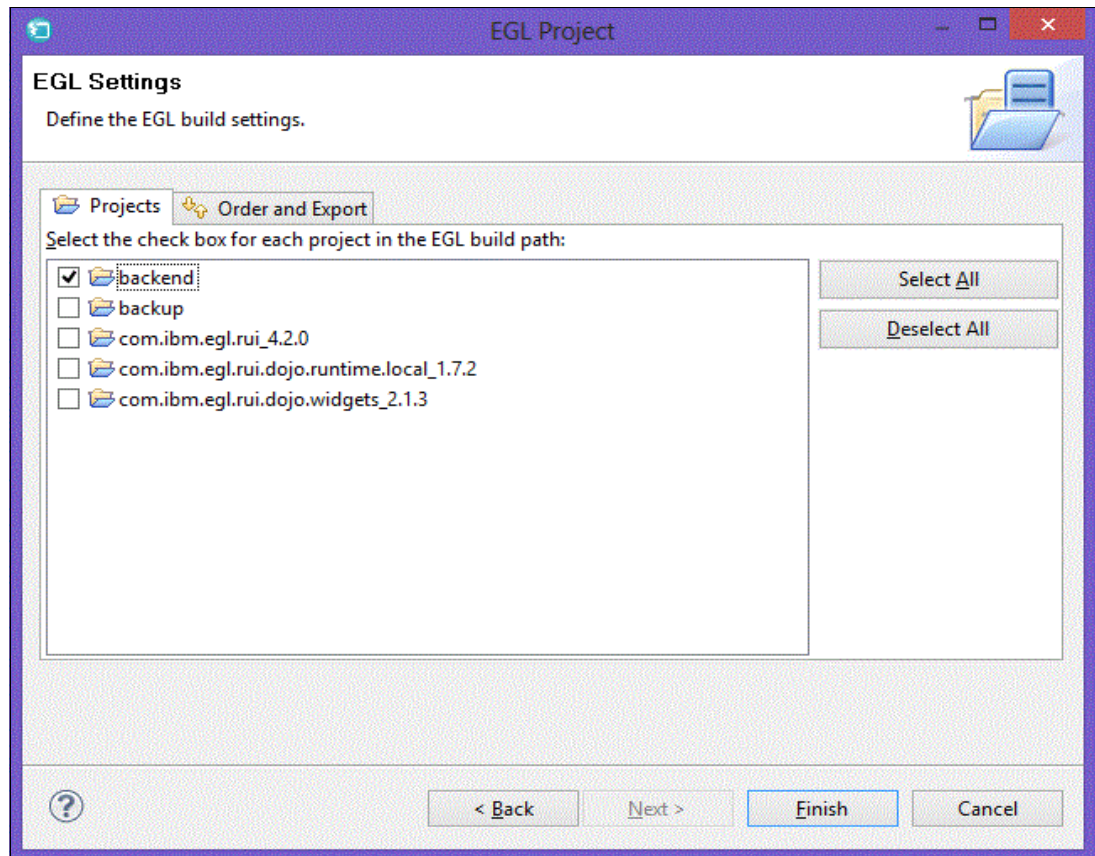 EGL Project
EGL Settings
Define the EGL build settings.
Projects
Order and Export
Select the check box for each project in the EGL build path:
backend
Select All
backup
Deselect All
com.ibm.egl.rui_4.2.0
com.ibm.egl.rui.dojo.runtime.local_1.7.2
com.ibm.egl.rui.dojo.widgets_2.1.3
?
< Back
Next >
Finish
Cancel